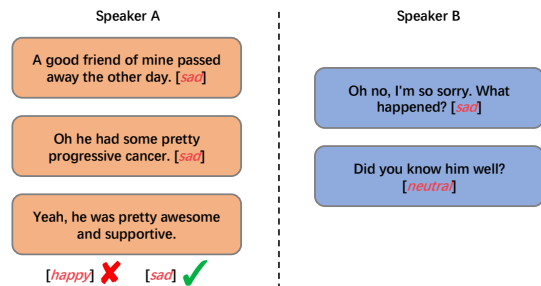 Speaker A
Speaker B
A good friend of mine passed
away the other day. [sad]
Oh no, I'm so sorry. What
happened? [sad]
Oh he had some pretty
progressive cancer. [sad]
Did you know him well?
[neutral]
Yeah, he was pretty awesome
and supportive.
[happy] ✘ [sad] ✓